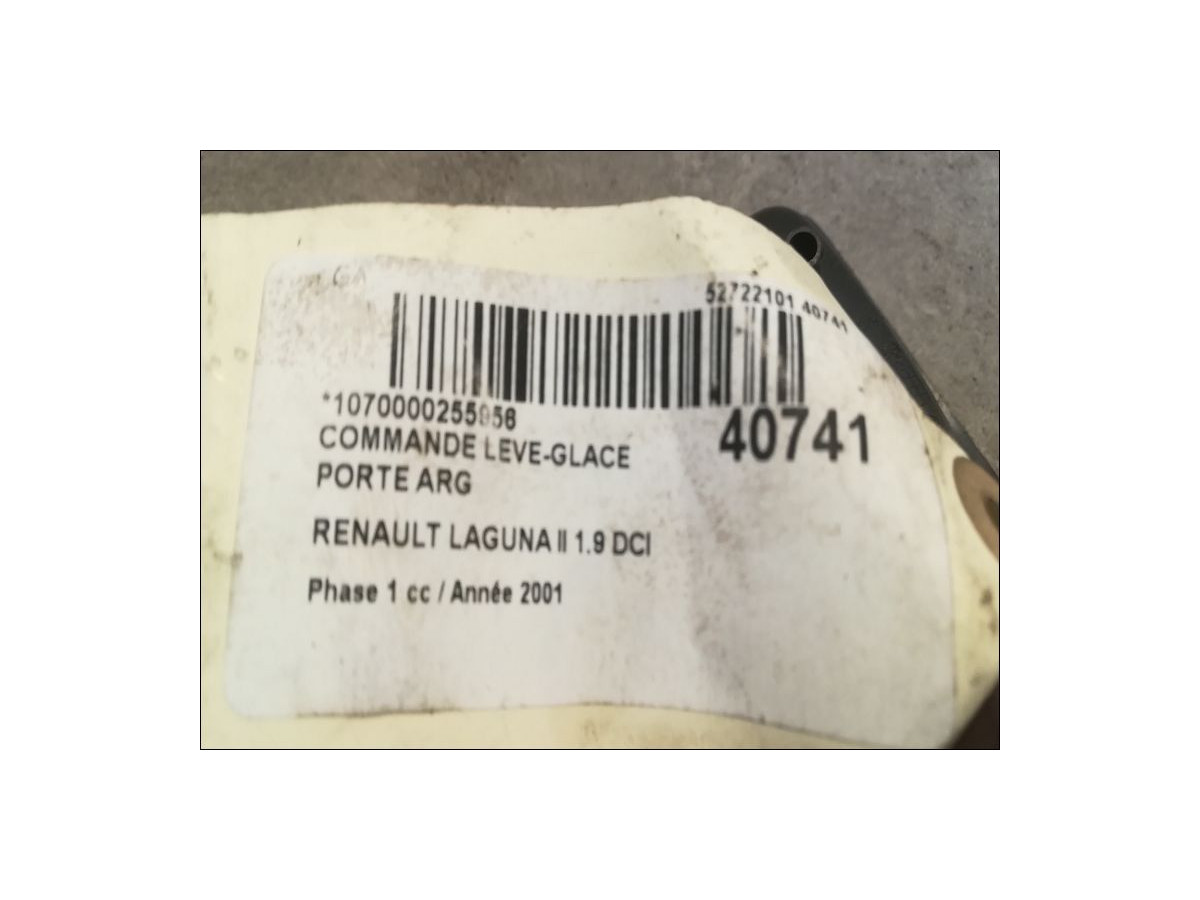 GA
52722101 40741
*1070000255956
40741
COMMANDE LEVE-GLACE
PORTE ARG
RENAULT LAGUNA II 1.9 DCI
Phase 1 cc / Année 2001